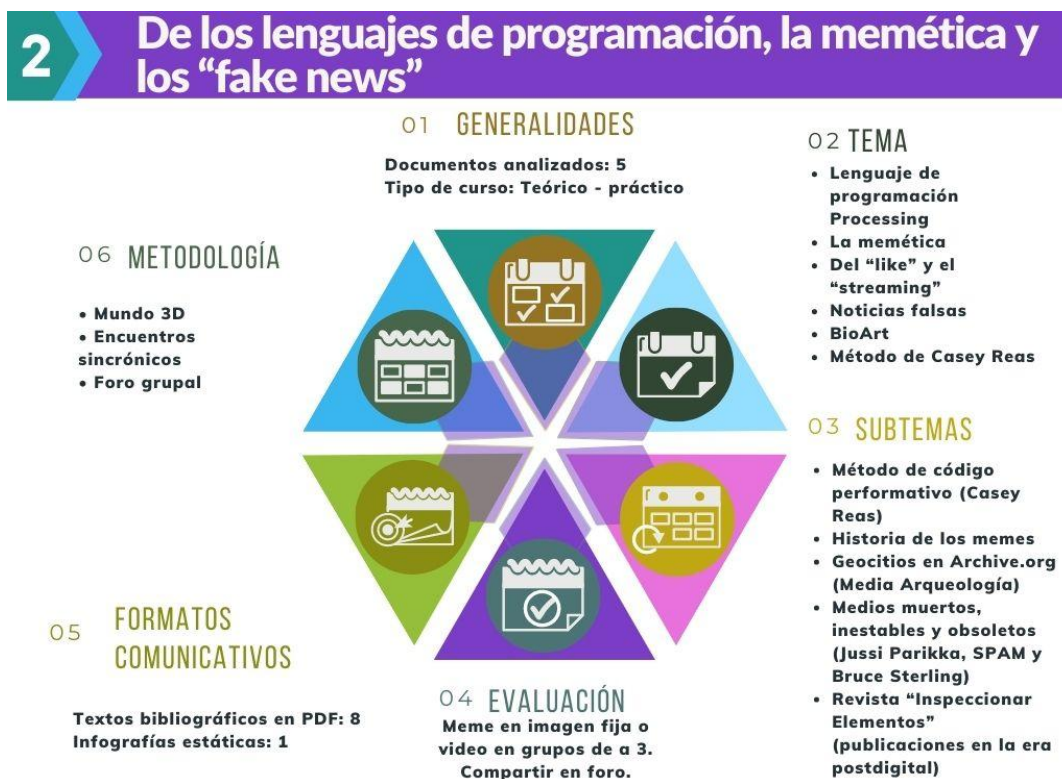 2
De los lenguajes de programación, la memética y
los “fake news”
01 GENERALIDADES
Documentos analizados: 5
Tipo de curso: Teórico - práctico
02 TEMA
• Lenguaje de
programación
Processing
• La memética
• Del “like” y el
“streaming”
• Noticias falsas
• BioArt
• Método de Casey Reas
03 SUBTEMAS
• Método de código
performativo (Casey
Reas)
• Historia de los memes
• Geocitios en Archive.org
(Media Arqueología)
• Medios muertos,
inestables y obsoletos
(Jussi Parikka, SPAM y
Bruce Sterling)
• Revista “Inspeccionar
Elementos”
(publicaciones en la era
postdigital)
04 EVALUACIÓN
Meme en imagen fija o
video en grupos de a 3.
Compartir en foro.
05 FORMATOS
COMUNICATIVOS
Textos bibliográficos en PDF: 8
Infografías estáticas: 1
06 METODOLOGÍA
• Mundo 3D
• Encuentros
sincrónicos
• Foro grupal